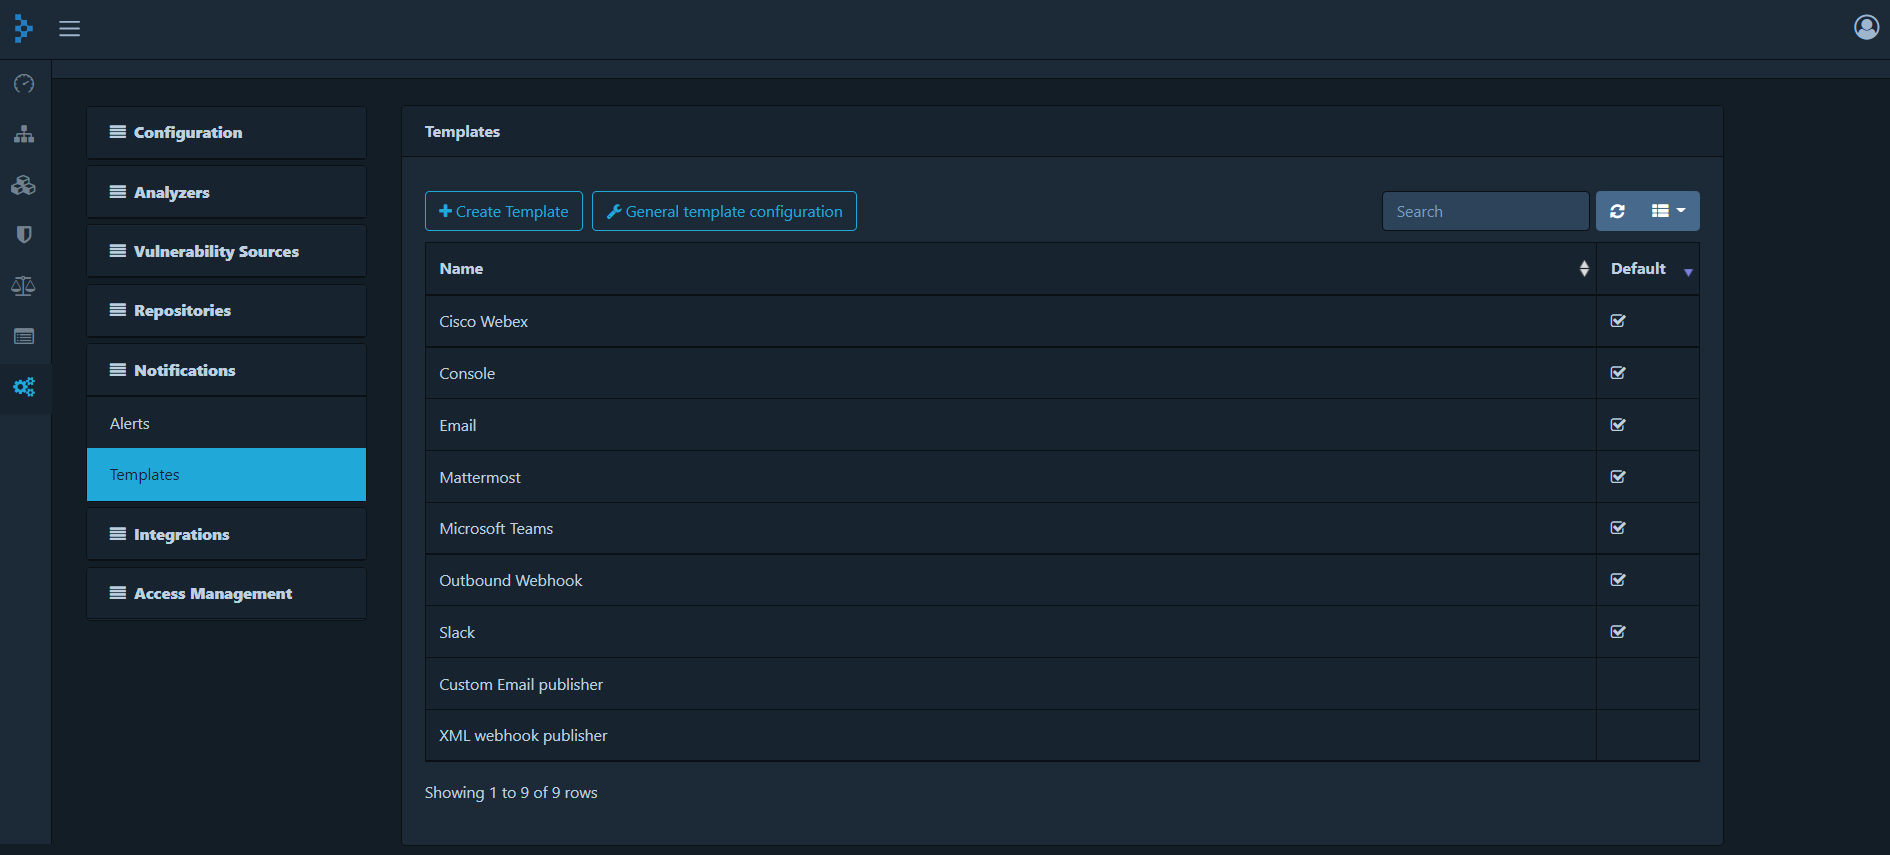 Configuration
Analyzers
Vulnerability Sources
Repositories
Notifications
Alerts
Templates
Integrations
Access Management
Templates
Create Template
General template configuration
Search
Name
Default
Cisco Webex
Console
Email
Mattermost
Microsoft Teams
Outbound Webhook
Slack
Custom Email publisher
XML webhook publisher
Showing 1 to 9 of 9 rows